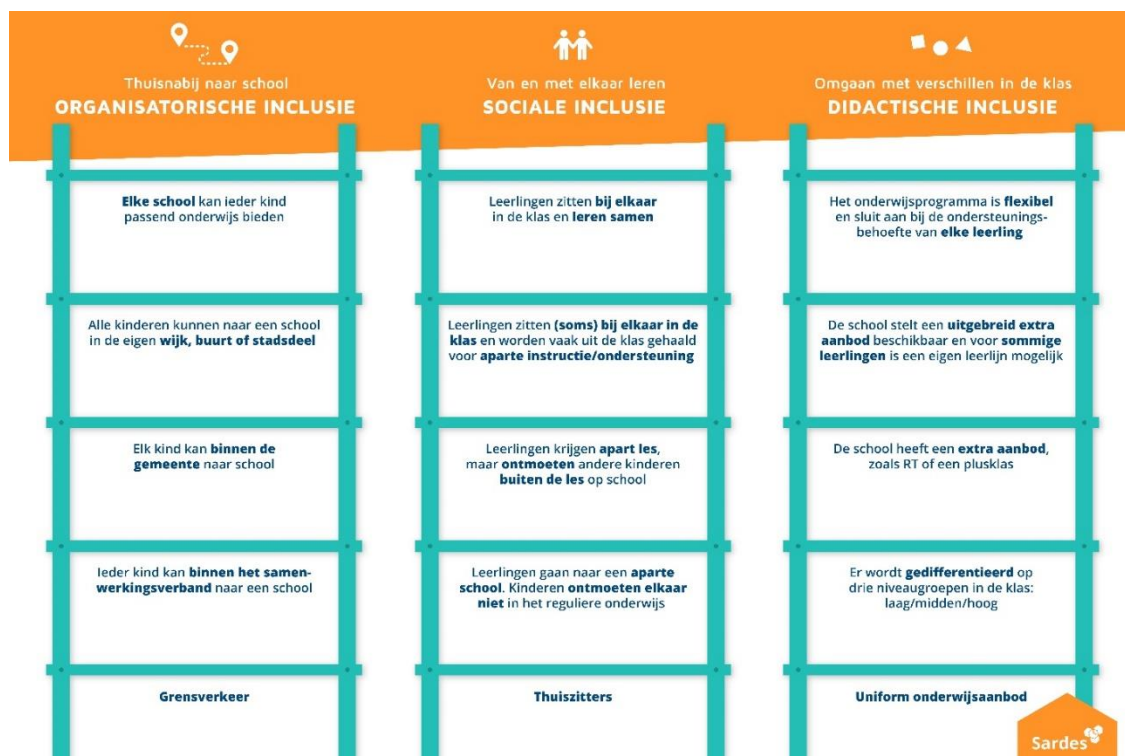 Thuisnabij naar school
ORGANISATORISCHE INCLUSIE
Elke school kan ieder kind
passend onderwijs bieden
Alle kinderen kunnen naar een school
in de eigen wijk, buurt of stadsdeel
Elk kind kan binnen de
gemeente naar school
Ieder kind kan binnen het samen-
werkingsverband naar een school
Grensverkeer
Van en met elkaar leren
SOCIALE INCLUSIE
Leerlingen zitten bij elkaar
in de klas en leren samen
Leerlingen zitten (soms) bij elkaar in de
klas en worden vaak uit de klas gehaald
voor aparte instructie/ondersteuning
Leerlingen krijgen apart les,
maar ontmoeten andere kinderen
buiten de les op school
Leerlingen gaan naar een aparte
school. Kinderen ontmoeten elkaar
niet in het reguliere onderwijs
Thuiszitters
Omgaan met verschillen in de klas
DIDACTISCHE INCLUSIE
Het onderwijsprogramma is flexibel
en sluit aan bij de ondersteunings-
behoefte van elke leerling
De school stelt een uitgebreid extra
aanbod beschikbaar en voor sommige
leerlingen is een eigen leerlijn mogelijk
De school heeft een extra aanbod,
zoals RT of een plusklas
Er wordt gedifferentieerd op
drie niveaugroepen in de klas:
laag/midden/hoog
Uniform onderwijsaanbod
Sardes